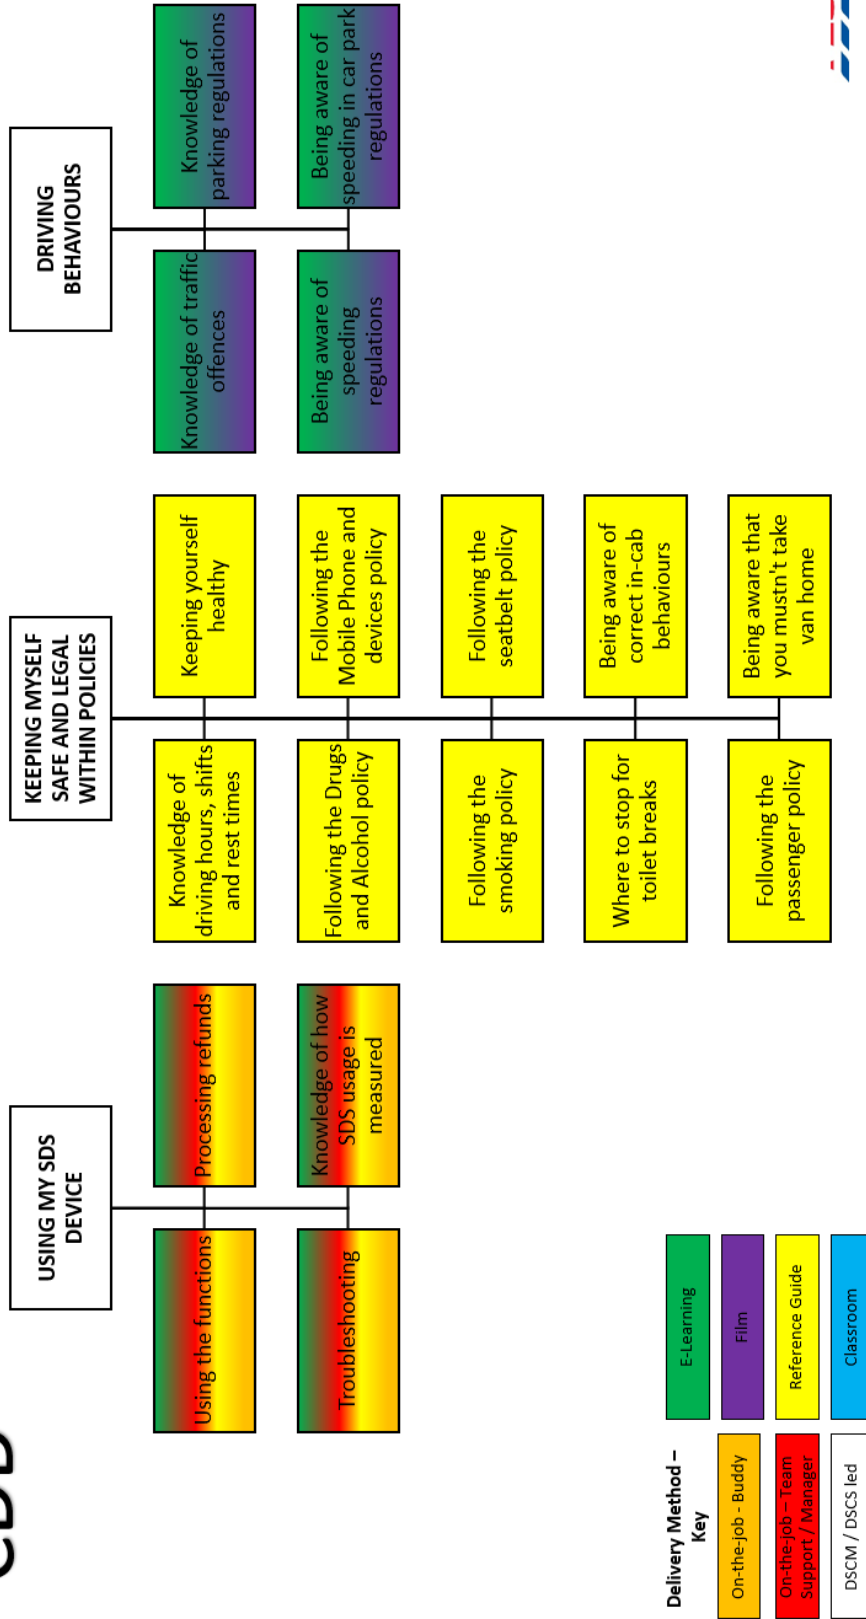 CDD
USING MY SDS
DEVICE
Using the functions
Processing refunds
Troubleshooting
Knowledge of how
SDS usage is
measured
KEEPING MYSELF
SAFE AND LEGAL
WITHIN POLICIES
Knowledge of
driving hours, shifts
and rest times
Keeping yourself
healthy
Following the Drugs
and Alcohol policy
Following the
Mobile Phone and
devices policy
Following the
smoking policy
Following the
seatbelt policy
Where to stop for
toilet breaks
Being aware of
correct in-cab
behaviours
Following the
passenger policy
Being aware that
you mustn't take
van home
DRIVING
BEHAVIOURS
Knowledge of traffic
offences
Knowledge of
parking regulations
Being aware of
speeding
regulations
Being aware of
speeding in car park
regulations
Delivery Method –
Key
E-Learning
On-the-job - Buddy
Film
On-the-job – Team
Support / Manager
Reference Guide
DSCM / DSCS led
Classroom